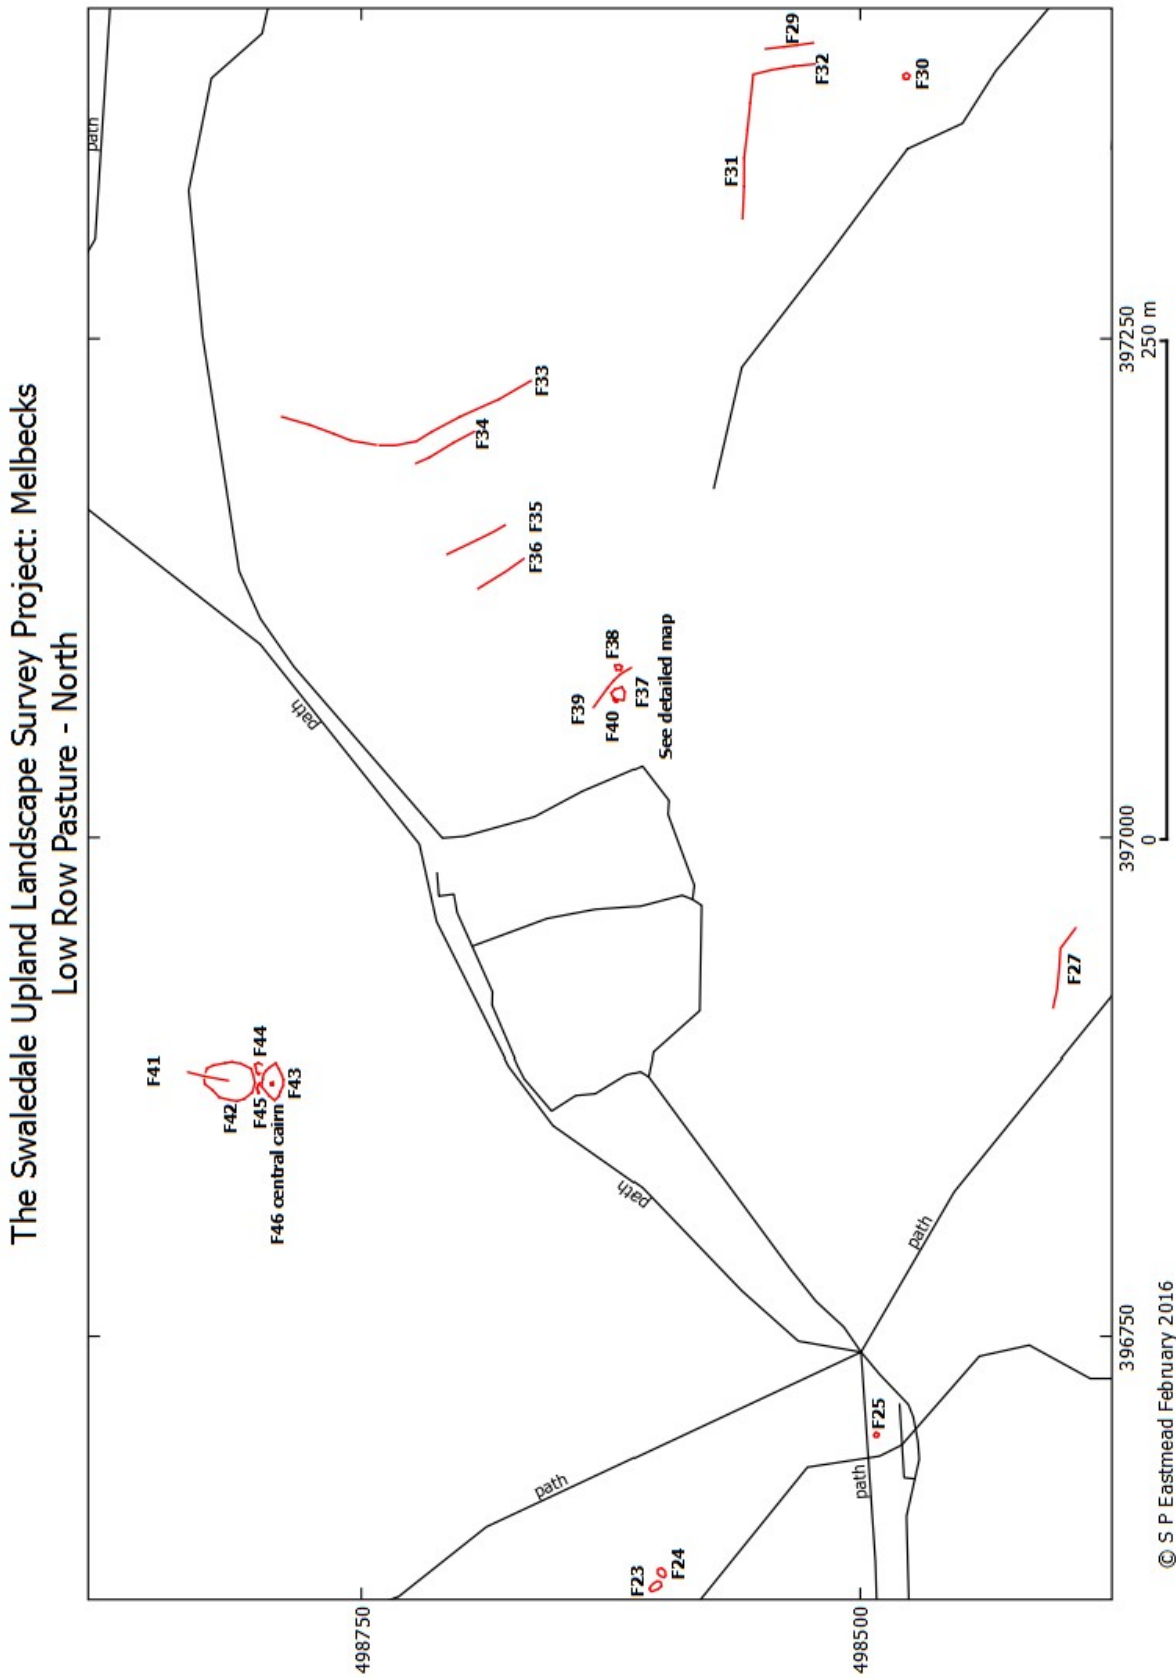 The Swaledale Upland Landscape Survey Project: Melbecks
Low Row Pasture - North
path
path
path
path
path
path
F41
F42
F44
F45
F43
F46 central cairn
F33
F34
F35
F36
F39
F38
F40
F37
See detailed map
F29
F32
F31
F30
F27
F25
F23
F24
498750
498500
396750
397000
397250
0
250 m
© S P Eastmead February 2016